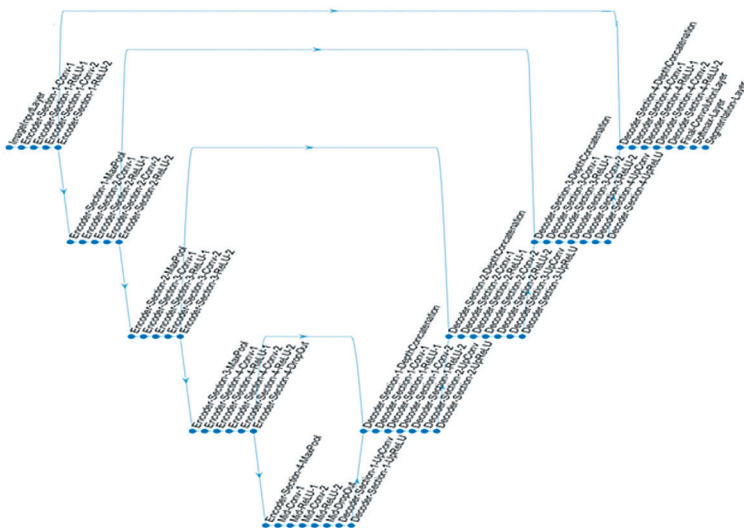 ImageInputLayer
Encoder-Section-1-Conv-1
Encoder-Section-1-ReLU-1
Encoder-Section-1-Conv-2
Encoder-Section-1-ReLU-2
Encoder-Section-1-MaxPool
Encoder-Section-2-Conv-1
Encoder-Section-2-ReLU-1
Encoder-Section-2-Conv-2
Encoder-Section-2-ReLU-2
Encoder-Section-2-MaxPool
Encoder-Section-3-Conv-1
Encoder-Section-3-ReLU-1
Encoder-Section-3-Conv-2
Encoder-Section-3-ReLU-2
Encoder-Section-3-MaxPool
Encoder-Section-4-Conv-1
Encoder-Section-4-ReLU-1
Encoder-Section-4-Conv-2
Encoder-Section-4-ReLU-2
Encoder-Section-4-DropOut
Encoder-Section-4-MaxPool
Mid-Conv-1
Mid-ReLU-1
Mid-Conv-2
Mid-ReLU-2
Mid-DropOut
Decoder-Section-1-UpConv
Decoder-Section-1-UpReLU
Decoder-Section-1-DepthConcatenation
Decoder-Section-1-Conv-1
Decoder-Section-1-ReLU-1
Decoder-Section-1-Conv-2
Decoder-Section-1-ReLU-2
Decoder-Section-2-UpConv
Decoder-Section-2-UpReLU
Decoder-Section-2-DepthConcatenation
Decoder-Section-2-Conv-1
Decoder-Section-2-ReLU-1
Decoder-Section-2-Conv-2
Decoder-Section-2-ReLU-2
Decoder-Section-3-UpConv
Decoder-Section-3-UpReLU
Decoder-Section-3-DepthConcatenation
Decoder-Section-3-Conv-1
Decoder-Section-3-ReLU-1
Decoder-Section-3-Conv-2
Decoder-Section-3-ReLU-2
Decoder-Section-4-UpConv
Decoder-Section-4-UpReLU
Decoder-Section-4-DepthConcatenation
Decoder-Section-4-Conv-1
Decoder-Section-4-ReLU-1
Decoder-Section-4-Conv-2
Decoder-Section-4-ReLU-2
Final-ConvolutionLayer
Softmax-Layer
Segmentation-Layer